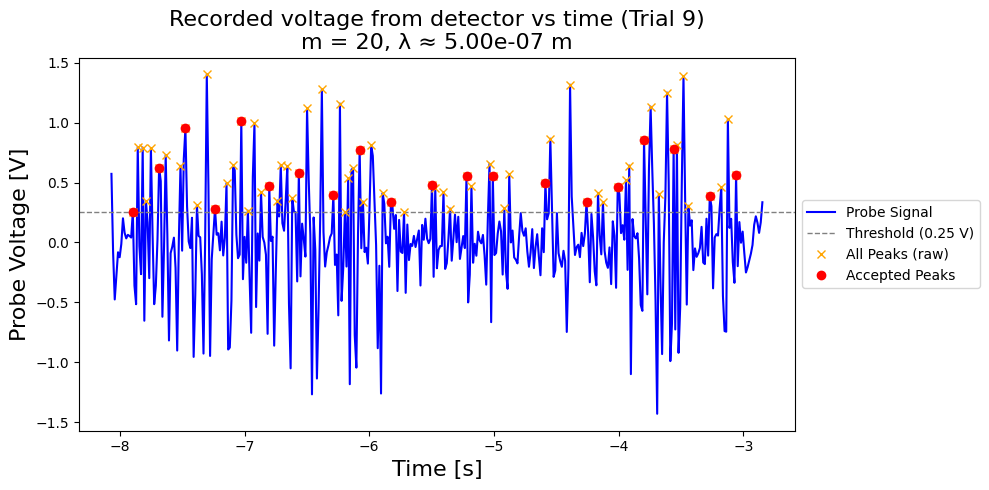 Recorded voltage from detector vs time (Trial 9)
m = 20, λ ≈ 5.00e-07 m
Probe Voltage [V]
1.5
1.0
0.5
0.0
−0.5
−1.0
−1.5
−8
−7
−6
−5
−4
−3
Time [s]
Probe Signal
Threshold (0.25 V)
All Peaks (raw)
Accepted Peaks